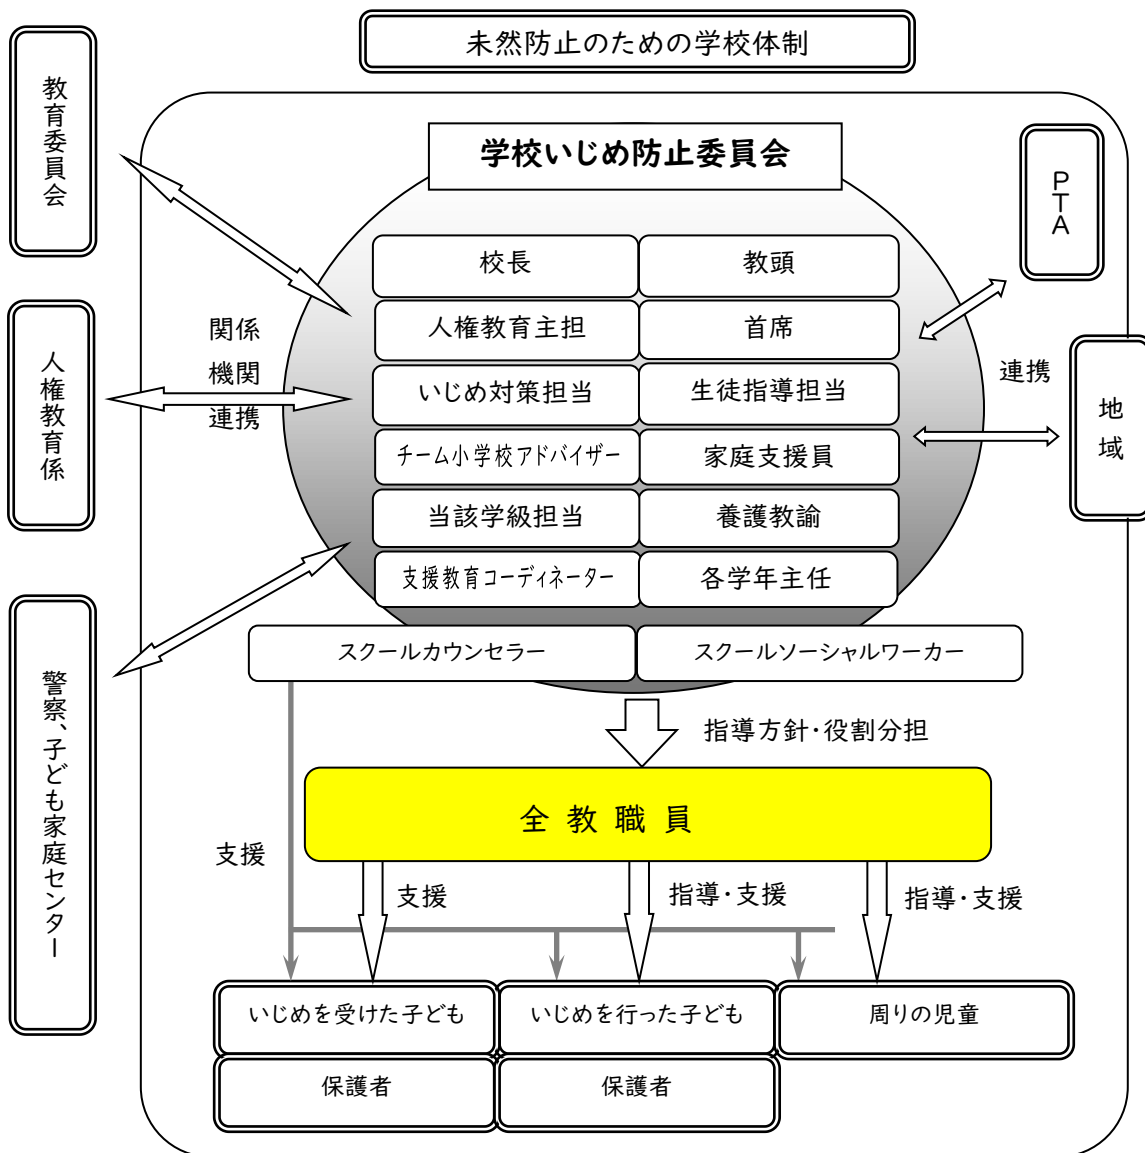 未然防止のための学校体制
教育委員会
学校いじめ防止委員会
PTA
校長
教頭
人権教育係
関係
機関
連携
人権教育主担
首席
いじめ対策担当
生徒指導担当
連携
地域
チーム小学校アドバイザー
家庭支援員
当該学級担当
養護教諭
支援教育コーディネーター
各学年主任
警察、子ども家庭センター
スクールカウンセラー
スクールソーシャルワーカー
指導方針・役割分担
全教職員
支援
支援
指導・支援
指導・支援
いじめを受けた子ども
いじめを行った子ども
周りの児童
保護者
保護者